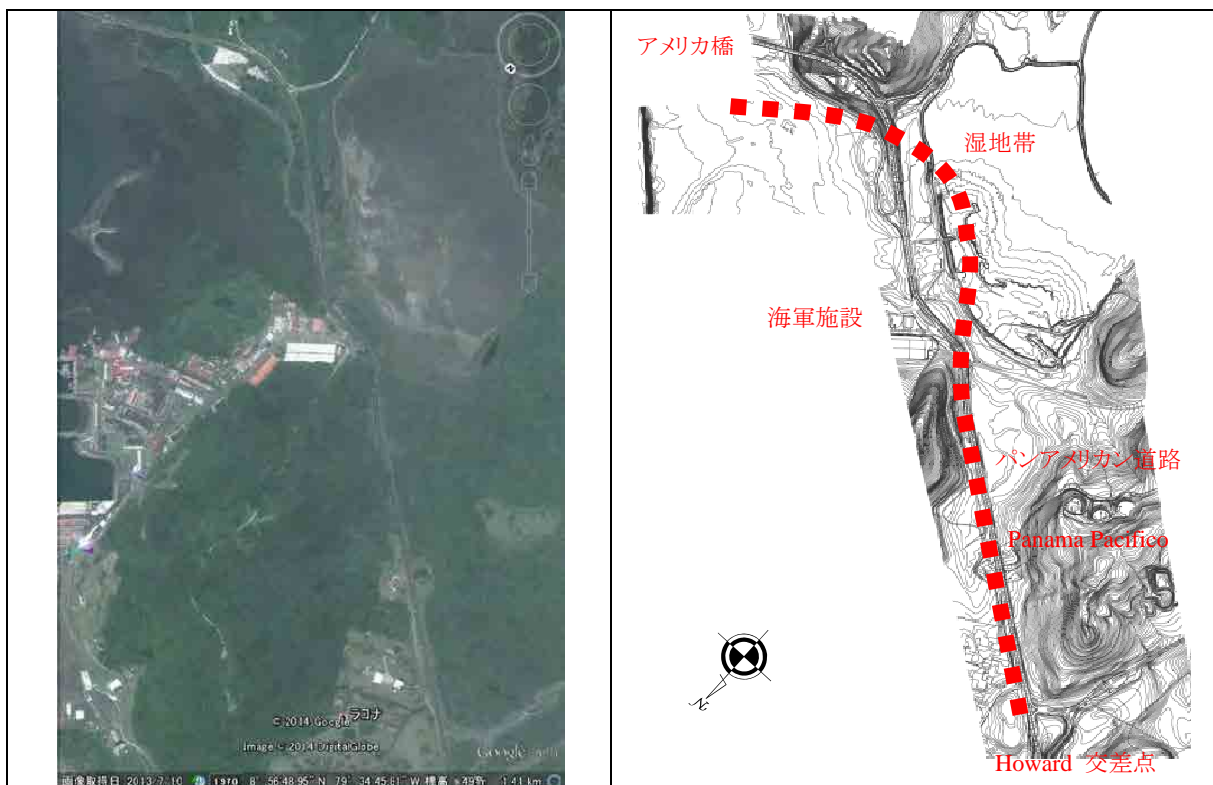 ラコナ
© 2014 Google
Image © 2014 DigitalGlobe
Google
画像取得日 2013/7/10 1970 8° 56'48.95" N 79° 34'45.61" W 標高 1.41 km
アメリカ橋
湿地帯
海軍施設
パンアメリカン道路
Panama Pacifico
N
Howard 交差点